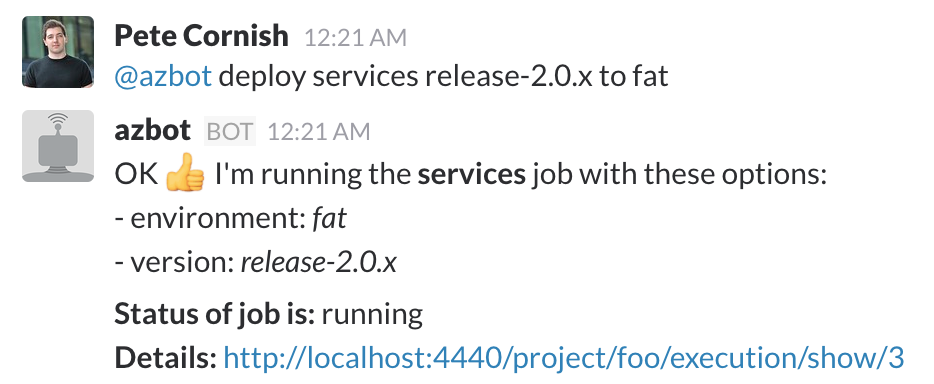 Pete Cornish 12:21 AM
@azbot deploy services release-2.0.x to fat
azbot BOT 12:21 AM
OK 👍 I'm running the services job with these options:
- environment: fat
- version: release-2.0.x
Status of job is: running
Details: http://localhost:4440/project/foo/execution/show/3